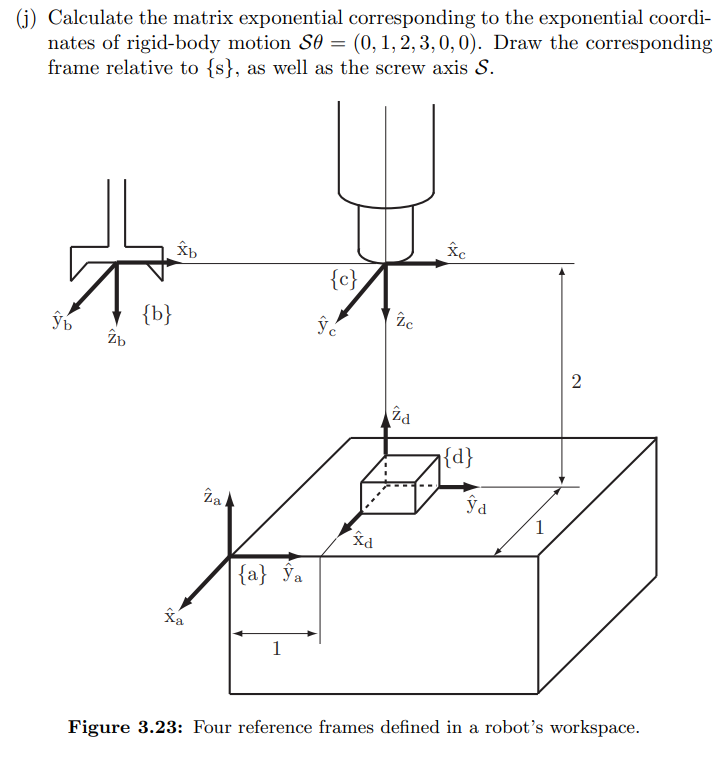 (j) Calculate the matrix exponential corresponding to the exponential coordi-
nates of rigid-body motion 𝒮θ = (0, 1, 2, 3, 0, 0). Draw the corresponding
frame relative to {s}, as well as the screw axis 𝒮.
x̂b
x̂c
{c}
{b}
ŷb
ẑb
ŷc
ẑc
2
ẑd
{d}
ẑa
ŷd
x̂d
1
{a} ŷa
x̂a
1
Figure 3.23: Four reference frames defined in a robot's workspace.